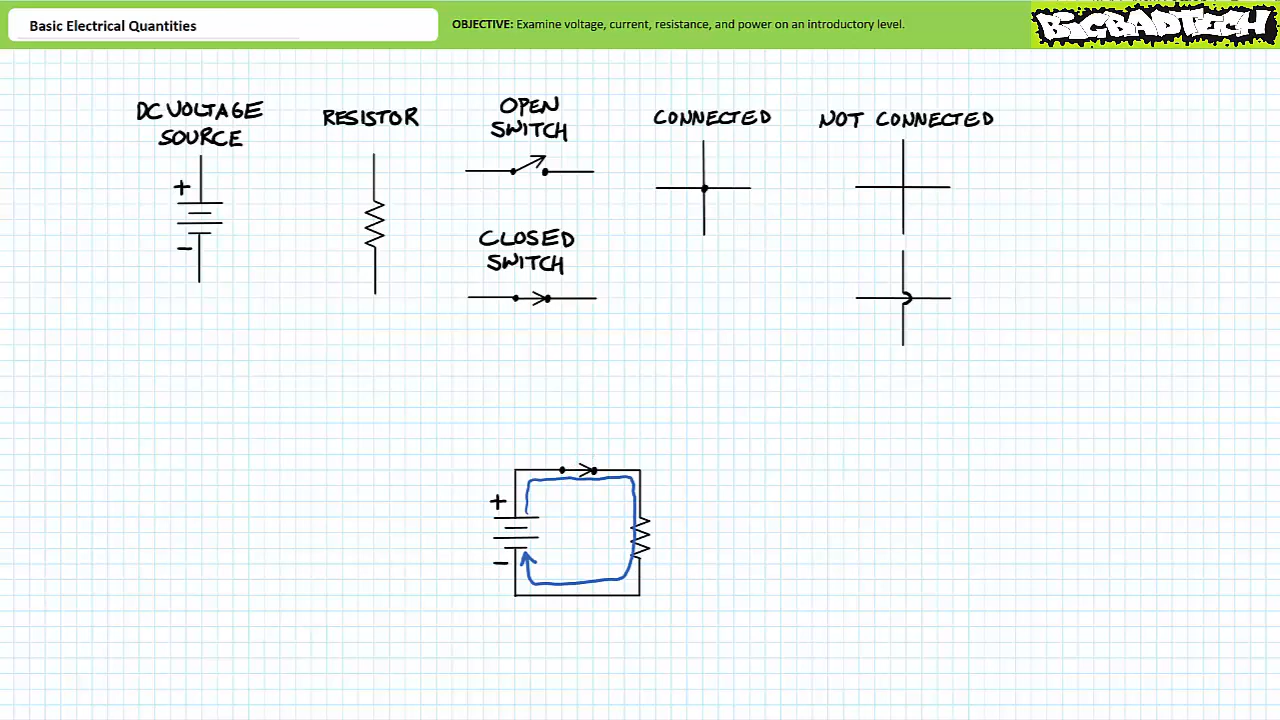 Basic Electrical Quantities
OBJECTIVE: Examine voltage, current, resistance, and power on an introductory level.
BIGBADTECH
DC VOLTAGE
SOURCE
RESISTOR
OPEN
SWITCH
CONNECTED
NOT CONNECTED
+
-
CLOSED
SWITCH
+
-